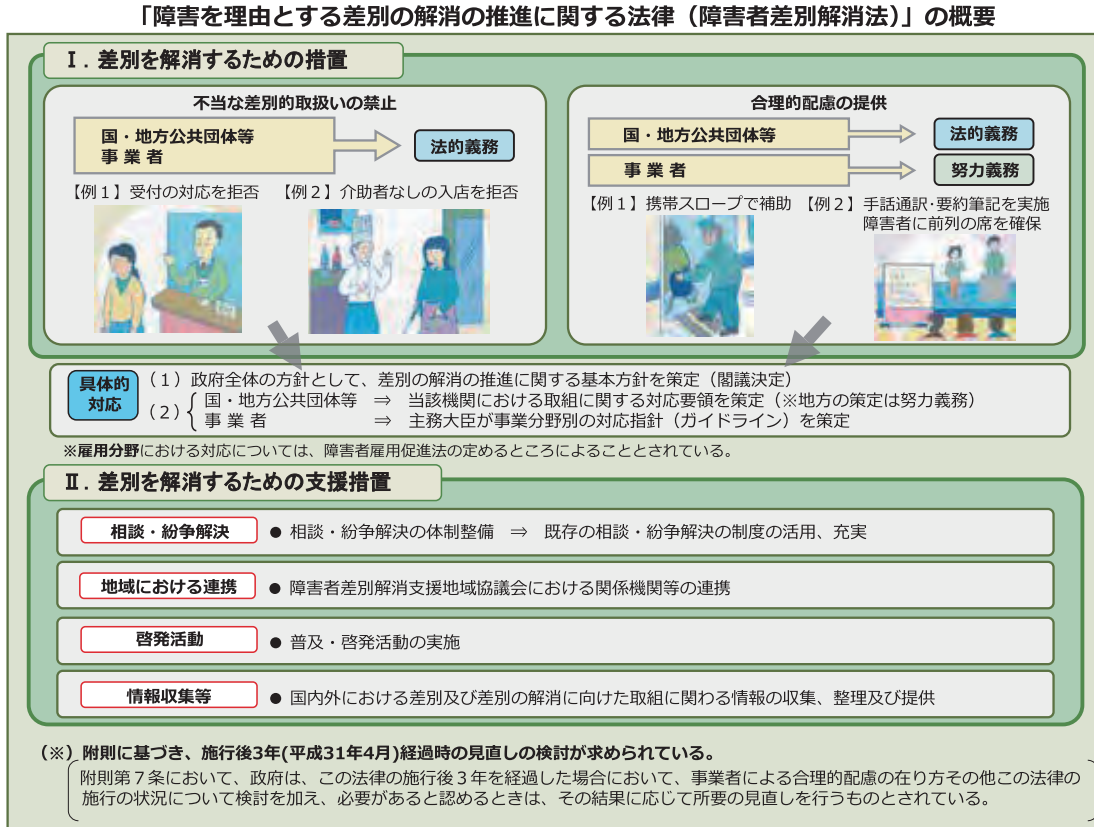 「障害を理由とする差別の解消の推進に関する法律（障害者差別解消法）」の概要
Ⅰ．差別を解消するための措置
不当な差別的取扱いの禁止
国・地方公共団体等
事 業 者
法的義務
【例１】受付の対応を拒否　【例２】介助者なしの入店を拒否
合理的配慮の提供
国・地方公共団体等
法的義務
事 業 者
努力義務
【例１】携帯スロープで補助　【例２】手話通訳・要約筆記を実施
障害者に前列の席を確保
具体的
対応
（１）政府全体の方針として、差別の解消の推進に関する基本方針を策定（閣議決定）
（２）｛国・地方公共団体等　⇒　当該機関における取組に関する対応要領を策定（※地方の策定は努力義務）
事 業 者　⇒　主務大臣が事業分野別の対応指針（ガイドライン）を策定
※雇用分野における対応については、障害者雇用促進法の定めるところによることとされている。
Ⅱ．差別を解消するための支援措置
相談・紛争解決　● 相談・紛争解決の体制整備　⇒　既存の相談・紛争解決の制度の活用、充実
地域における連携　● 障害者差別解消支援地域協議会における関係機関等の連携
啓発活動　● 普及・啓発活動の実施
情報収集等　● 国内外における差別及び差別の解消に向けた取組に関わる情報の収集、整理及び提供
（※）附則に基づき、施行後3年(平成31年4月)経過時の見直しの検討が求められている。
附則第７条において、政府は、この法律の施行後３年を経過した場合において、事業者による合理的配慮の在り方その他この法律の
施行の状況について検討を加え、必要があると認めるときは、その結果に応じて所要の見直しを行うものとされている。